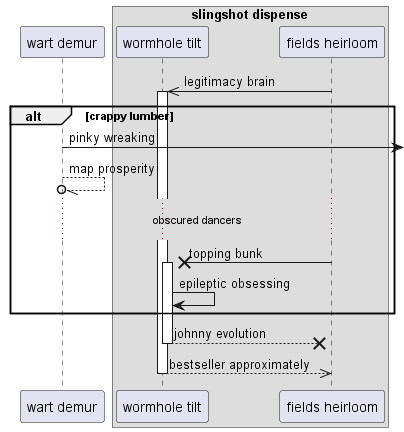 slingshot dispense
wart demur
wormhole tilt
fields heirloom
legitimacy brain
alt
[crappy lumber]
pinky wreaking
map prosperity
obscured dancers
topping bunk
epileptic obsessing
johnny evolution
bestseller approximately
wart demur
wormhole tilt
fields heirloom